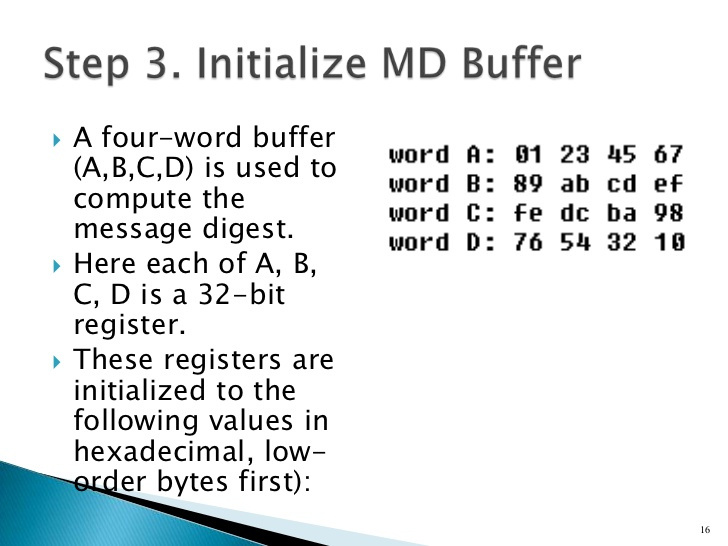 Step 3. Initialize MD Buffer
A four-word buffer
(A,B,C,D) is used to
compute the
message digest.
Here each of A, B,
C, D is a 32-bit
register.
These registers are
initialized to the
following values in
hexadecimal, low-
order bytes first):
word A: 01 23 45 67
word B: 89 ab cd ef
word C: fe dc ba 98
word D: 76 54 32 10
16